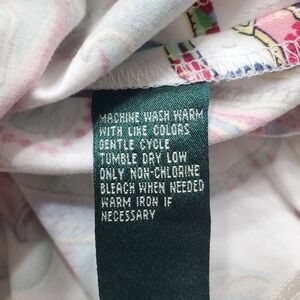 MACHINE WASH WARM
WITH LIKE COLORS
GENTLE CYCLE
TUMBLE DRY LOW
ONLY NON-CHLORINE
BLEACH WHEN NEEDED
WARM IRON IF
NECESSARY